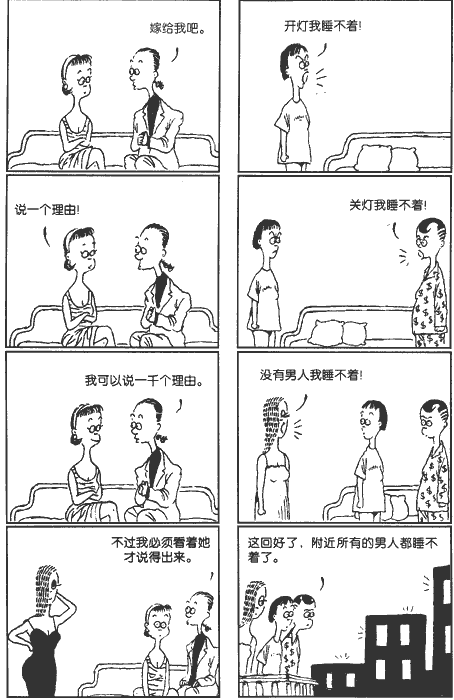 嫁给我吧。
说一个理由!
我可以说一千个理由。
不过我必须看着她
才说得出来。
开灯我睡不着!
关灯我睡不着!
没有男人我睡不着!
这回好了，附近所有的男人都睡不
着了。